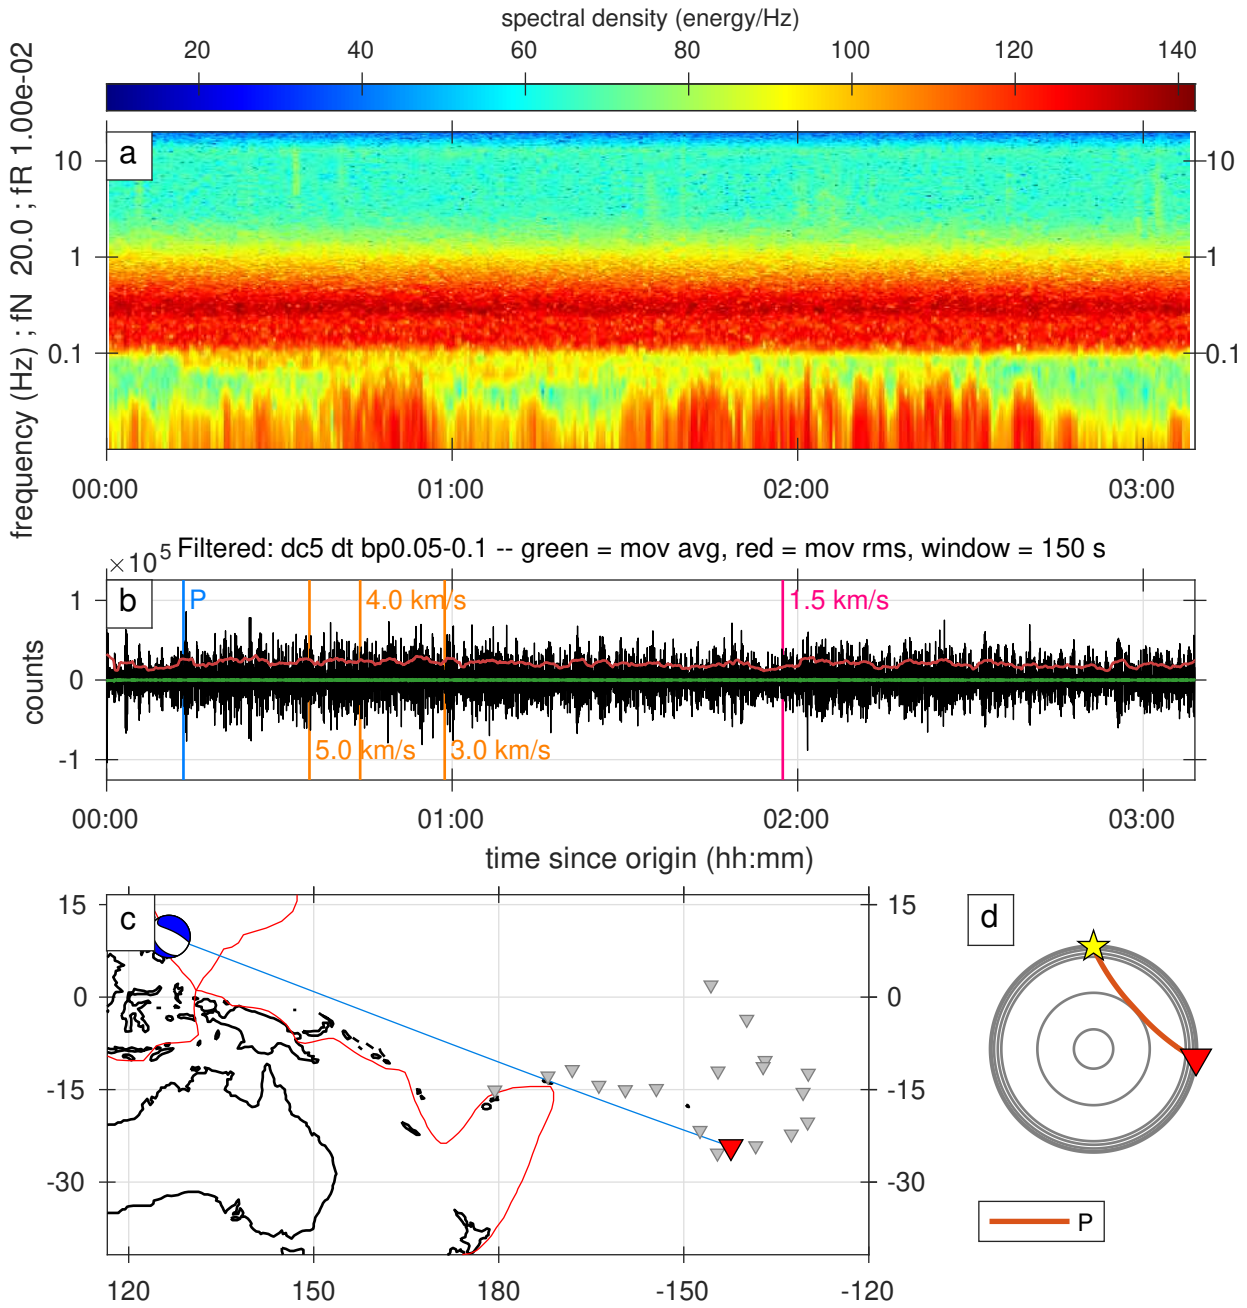 spectral density (energy/Hz)
20 40 60 80 100 120 140
frequency (Hz) ; fN 20.0 ; fR 1.00e-02
a
10 10
1 1
0.1 0.1
00:00 01:00 02:00 03:00
×10^5 Filtered: dc5 dt bp0.05-0.1 -- green = mov avg, red = mov rms, window = 150 s
b
counts
1
0
-1
P 4.0 km/s 1.5 km/s
5.0 km/s 3.0 km/s
00:00 01:00 02:00 03:00
time since origin (hh:mm)
c
15 15
0 0
-15 -15
-30 -30
120 150 180 -150 -120
d
P